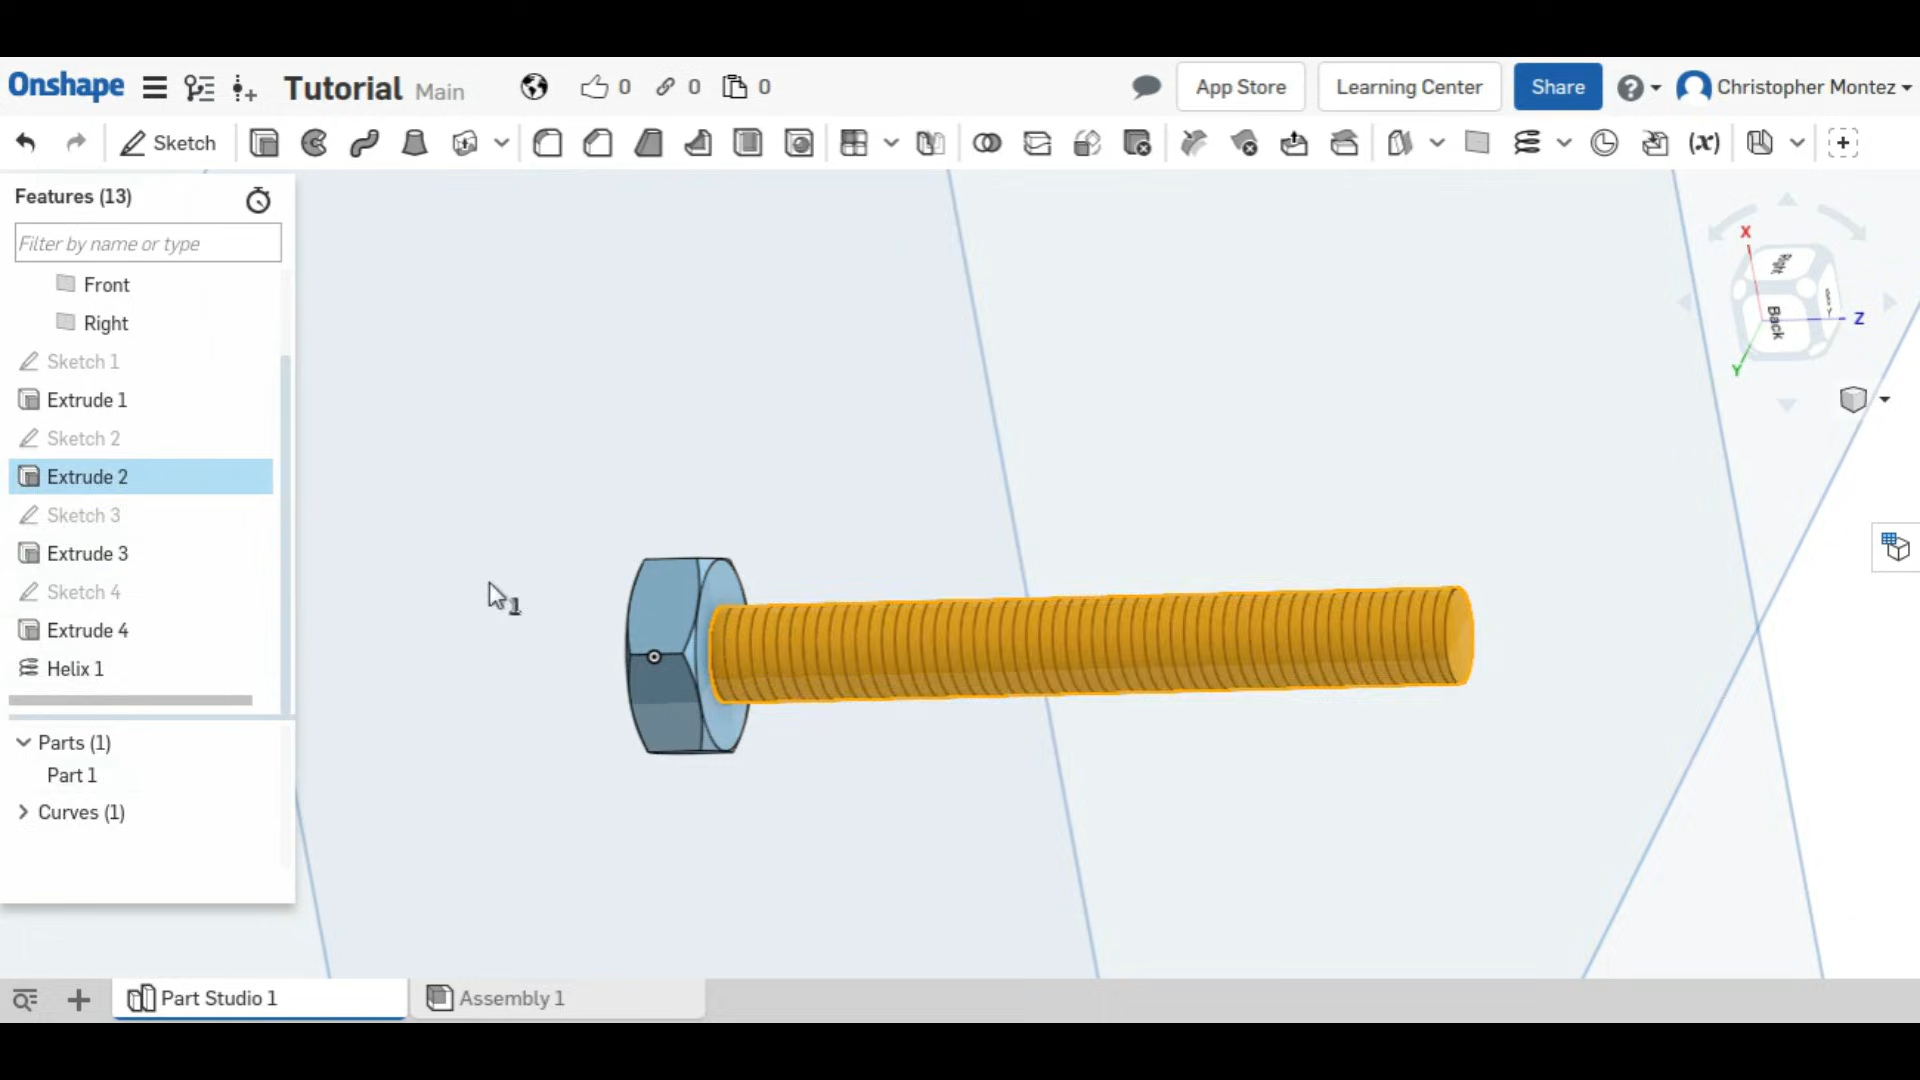 Onshape
Tutorial Main
0
0
0
App Store
Learning Center
Share
Christopher Montez
Sketch
(x)
Features (13)
Filter by name or type
Front
Right
Sketch 1
Extrude 1
Sketch 2
Extrude 2
Sketch 3
Extrude 3
Sketch 4
Extrude 4
Helix 1
Parts (1)
Part 1
Curves (1)
1
X
Right
Back
Z
Y
Part Studio 1
Assembly 1